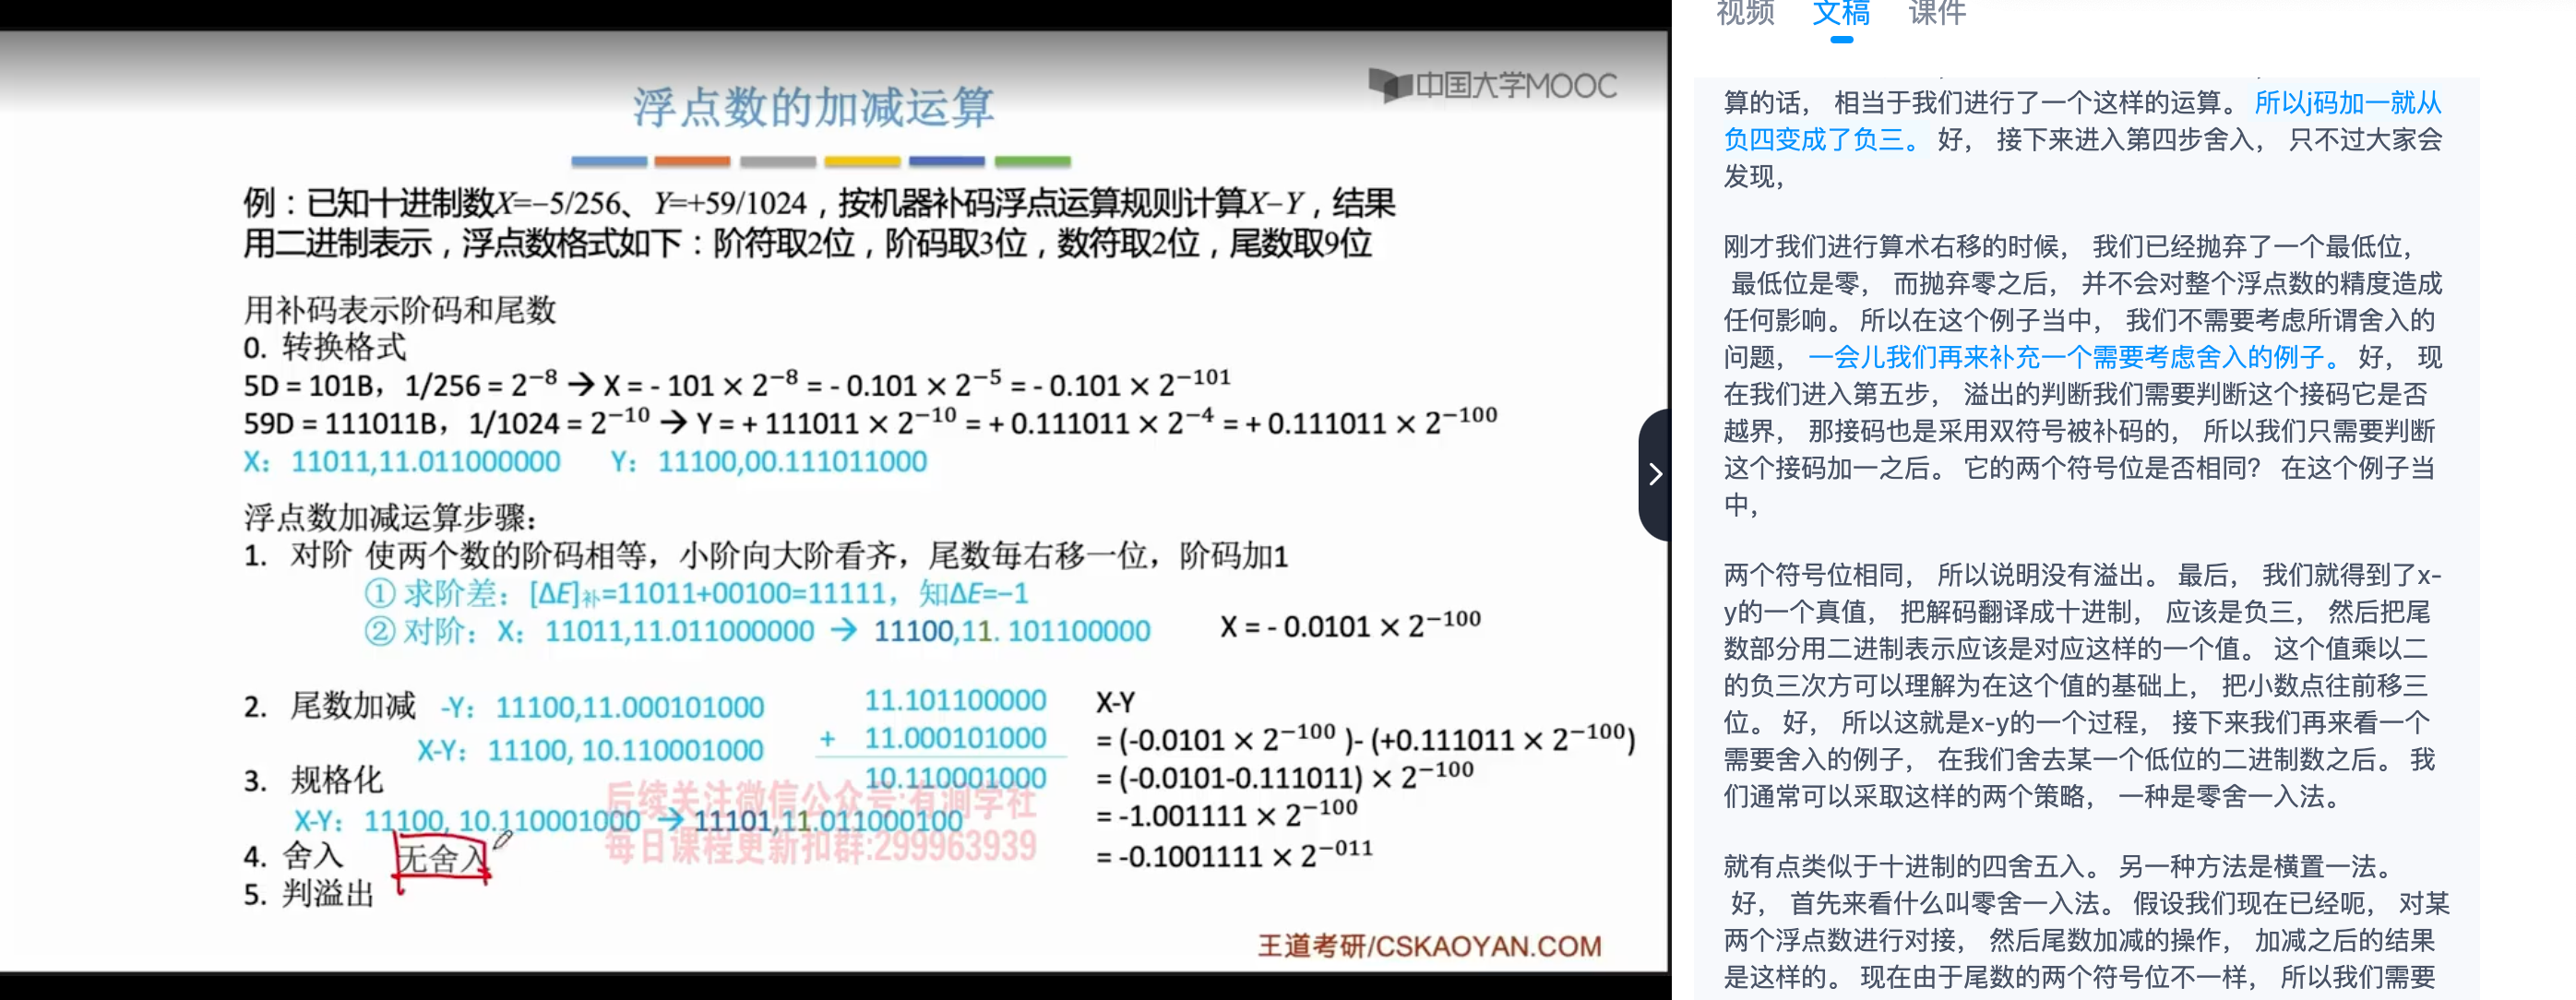 中国大学MOOC
浮点数的加减运算
例：已知十进制数X=−5/256、Y=+59/1024，按机器补码浮点运算规则计算X−Y，结果
用二进制表示，浮点数格式如下：阶符取2位，阶码取3位，数符取2位，尾数取9位
用补码表示阶码和尾数
0. 转换格式
5D = 101B，1/256 = 2⁻⁸ → X = - 101 × 2⁻⁸ = - 0.101 × 2⁻⁵ = - 0.101 × 2⁻¹⁰¹
59D = 111011B，1/1024 = 2⁻¹⁰ → Y = + 111011 × 2⁻¹⁰ = + 0.111011 × 2⁻⁴ = + 0.111011 × 2⁻¹⁰⁰
X：11011,11.011000000 Y：11100,00.111011000
浮点数加减运算步骤：
1. 对阶 使两个数的阶码相等，小阶向大阶看齐，尾数每右移一位，阶码加1
① 求阶差：[ΔE]补=11011+00100=11111，知ΔE=−1
② 对阶：X：11011,11.011000000 → 11100,11. 101100000 X = - 0.0101 × 2⁻¹⁰⁰
2. 尾数加减 -Y：11100,11.000101000
X-Y：11100, 10.110001000
11.101100000
+ 11.000101000
10.110001000
X-Y
= (-0.0101 × 2⁻¹⁰⁰ )- (+0.111011 × 2⁻¹⁰⁰)
= (-0.0101-0.111011) × 2⁻¹⁰⁰
= -1.001111 × 2⁻¹⁰⁰
= -0.1001111 × 2⁻⁰¹¹
3. 规格化
X-Y：11100, 10.110001000 → 11101,11.011000100
4. 舍入 无舍入
5. 判溢出
后续关注微信公众号:有涧学社
每日课程更新扣群:299963939
王道考研/CSKAOYAN.COM
视频 文稿 课件
算的话， 相当于我们进行了一个这样的运算。 所以j码加一就从
负四变成了负三。 好， 接下来进入第四步舍入， 只不过大家会
发现，
刚才我们进行算术右移的时候， 我们已经抛弃了一个最低位，
最低位是零， 而抛弃零之后， 并不会对整个浮点数的精度造成
任何影响。 所以在这个例子当中， 我们不需要考虑所谓舍入的
问题， 一会儿我们再来补充一个需要考虑舍入的例子。 好， 现
在我们进入第五步， 溢出的判断我们需要判断这个接码它是否
越界， 那接码也是采用双符号被补码的， 所以我们只需要判断
这个接码加一之后。 它的两个符号位是否相同？ 在这个例子当
中，
两个符号位相同， 所以说明没有溢出。 最后， 我们就得到了x-
y的一个真值， 把解码翻译成十进制， 应该是负三， 然后把尾
数部分用二进制表示应该是对应这样的一个值。 这个值乘以二
的负三次方可以理解为在这个值的基础上， 把小数点往前移三
位。 好， 所以这就是x-y的一个过程， 接下来我们再来看一个
需要舍入的例子， 在我们舍去某一个低位的二进制数之后。 我
们通常可以采取这样的两个策略， 一种是零舍一入法。
就有点类似于十进制的四舍五入。 另一种方法是横置一法。
好， 首先来看什么叫零舍一入法。 假设我们现在已经呃， 对某
两个浮点数进行对接， 然后尾数加减的操作， 加减之后的结果
是这样的。 现在由于尾数的两个符号位不一样， 所以我们需要